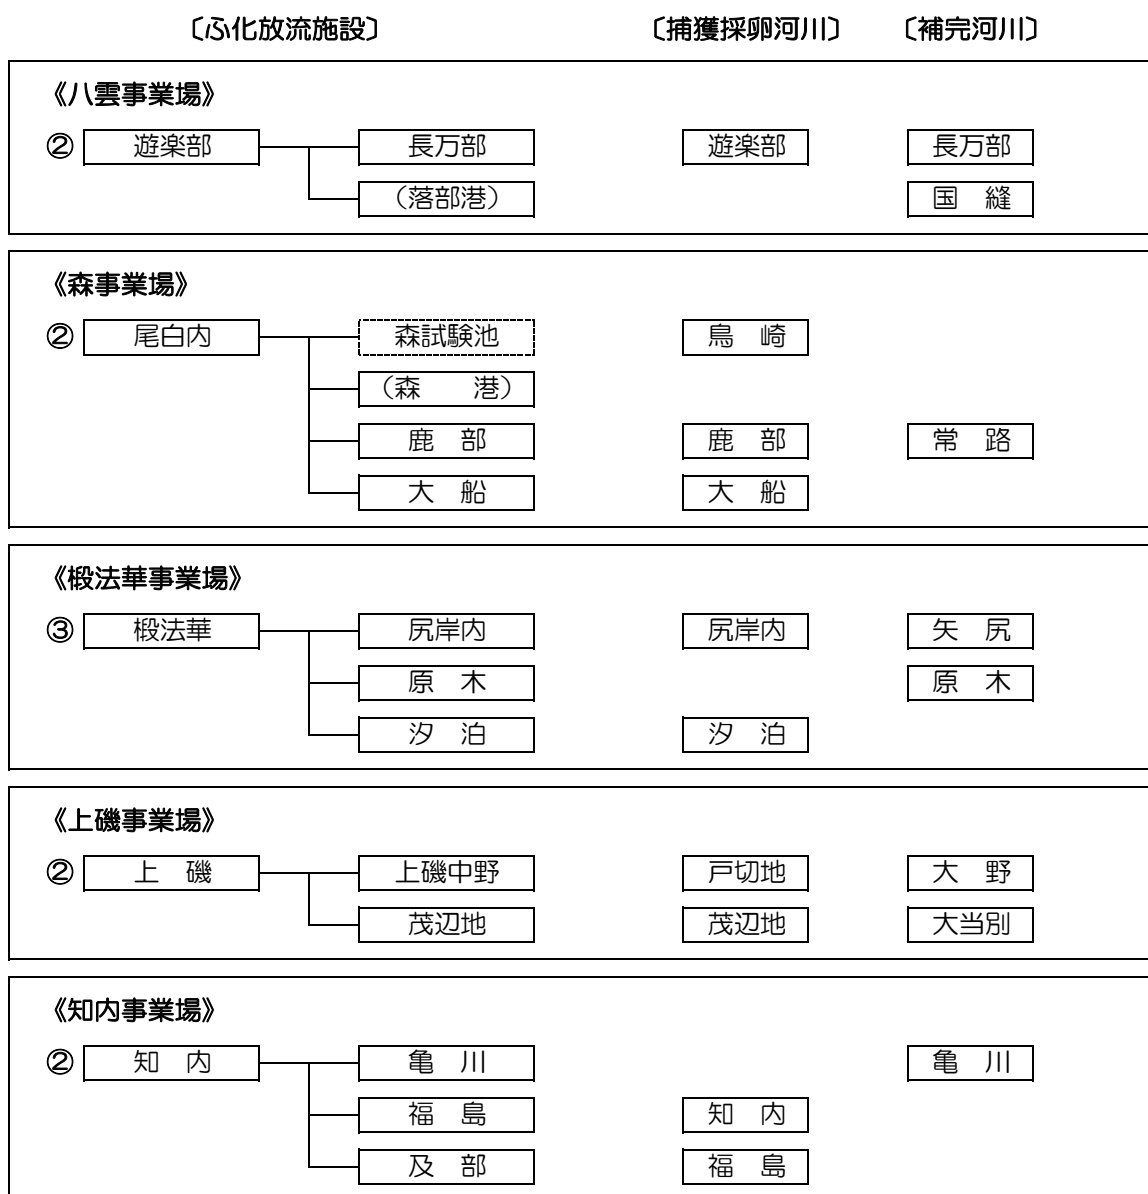 〔ふ化放流施設〕 〔捕獲採卵河川〕 〔補完河川〕
《八雲事業場》
② 遊楽部 長万部 遊楽部 長万部
（落部港） 国　縫
《森事業場》
② 尾白内 森試験池 鳥　崎
（森　　港）
鹿　部 鹿　部 常　路
大　船 大　船
《椴法華事業場》
③ 椴法華 尻岸内 尻岸内 矢　尻
原　木 原　木
汐　泊 汐　泊
《上磯事業場》
② 上　磯 上磯中野 戸切地 大　野
茂辺地 茂辺地 大当別
《知内事業場》
② 知　内 亀　川 亀　川
福　島 知　内
及　部 福　島